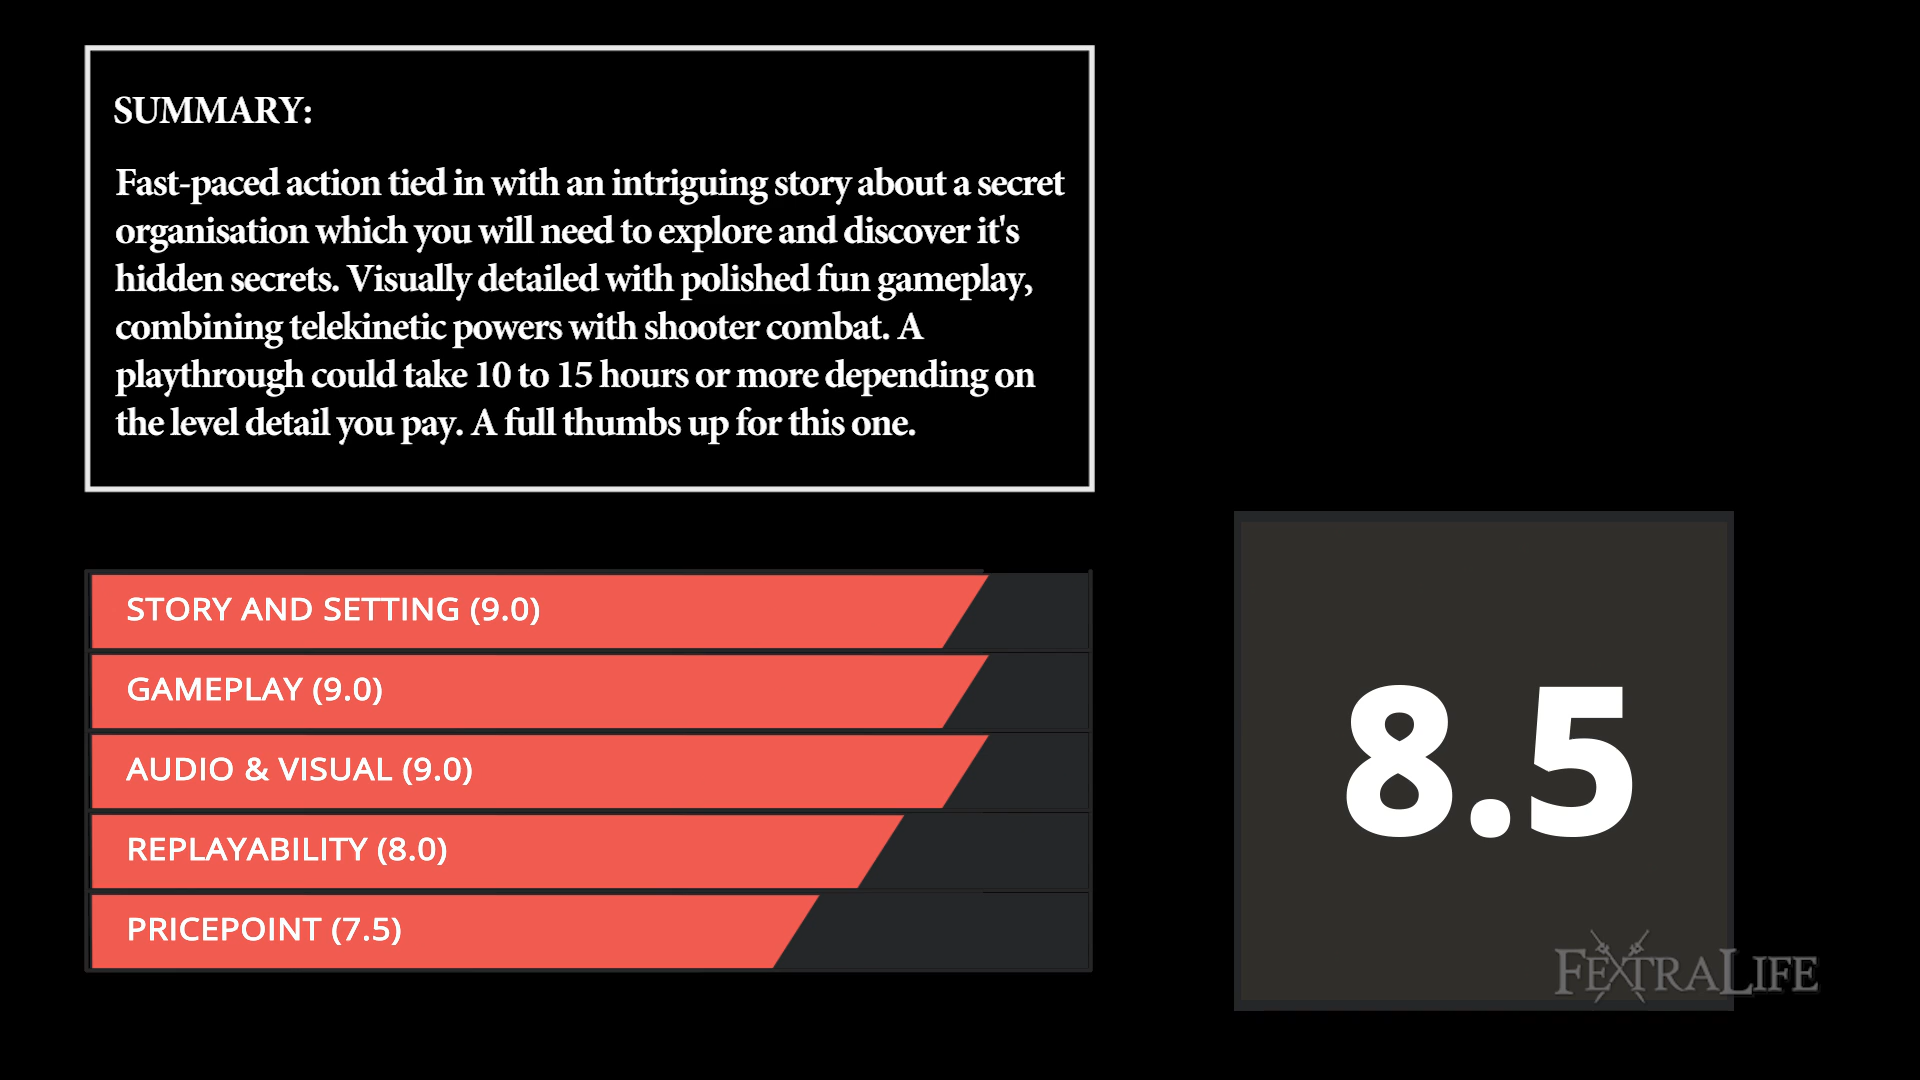 SUMMARY:
Fast-paced action tied in with an intriguing story about a secret
organisation which you will need to explore and discover it's
hidden secrets. Visually detailed with polished fun gameplay,
combining telekinetic powers with shooter combat. A
playthrough could take 10 to 15 hours or more depending on
the level detail you pay. A full thumbs up for this one.
STORY AND SETTING (9.0)
GAMEPLAY (9.0)
AUDIO & VISUAL (9.0)
REPLAYABILITY (8.0)
PRICEPOINT (7.5)
8.5
FEXTRALIFE